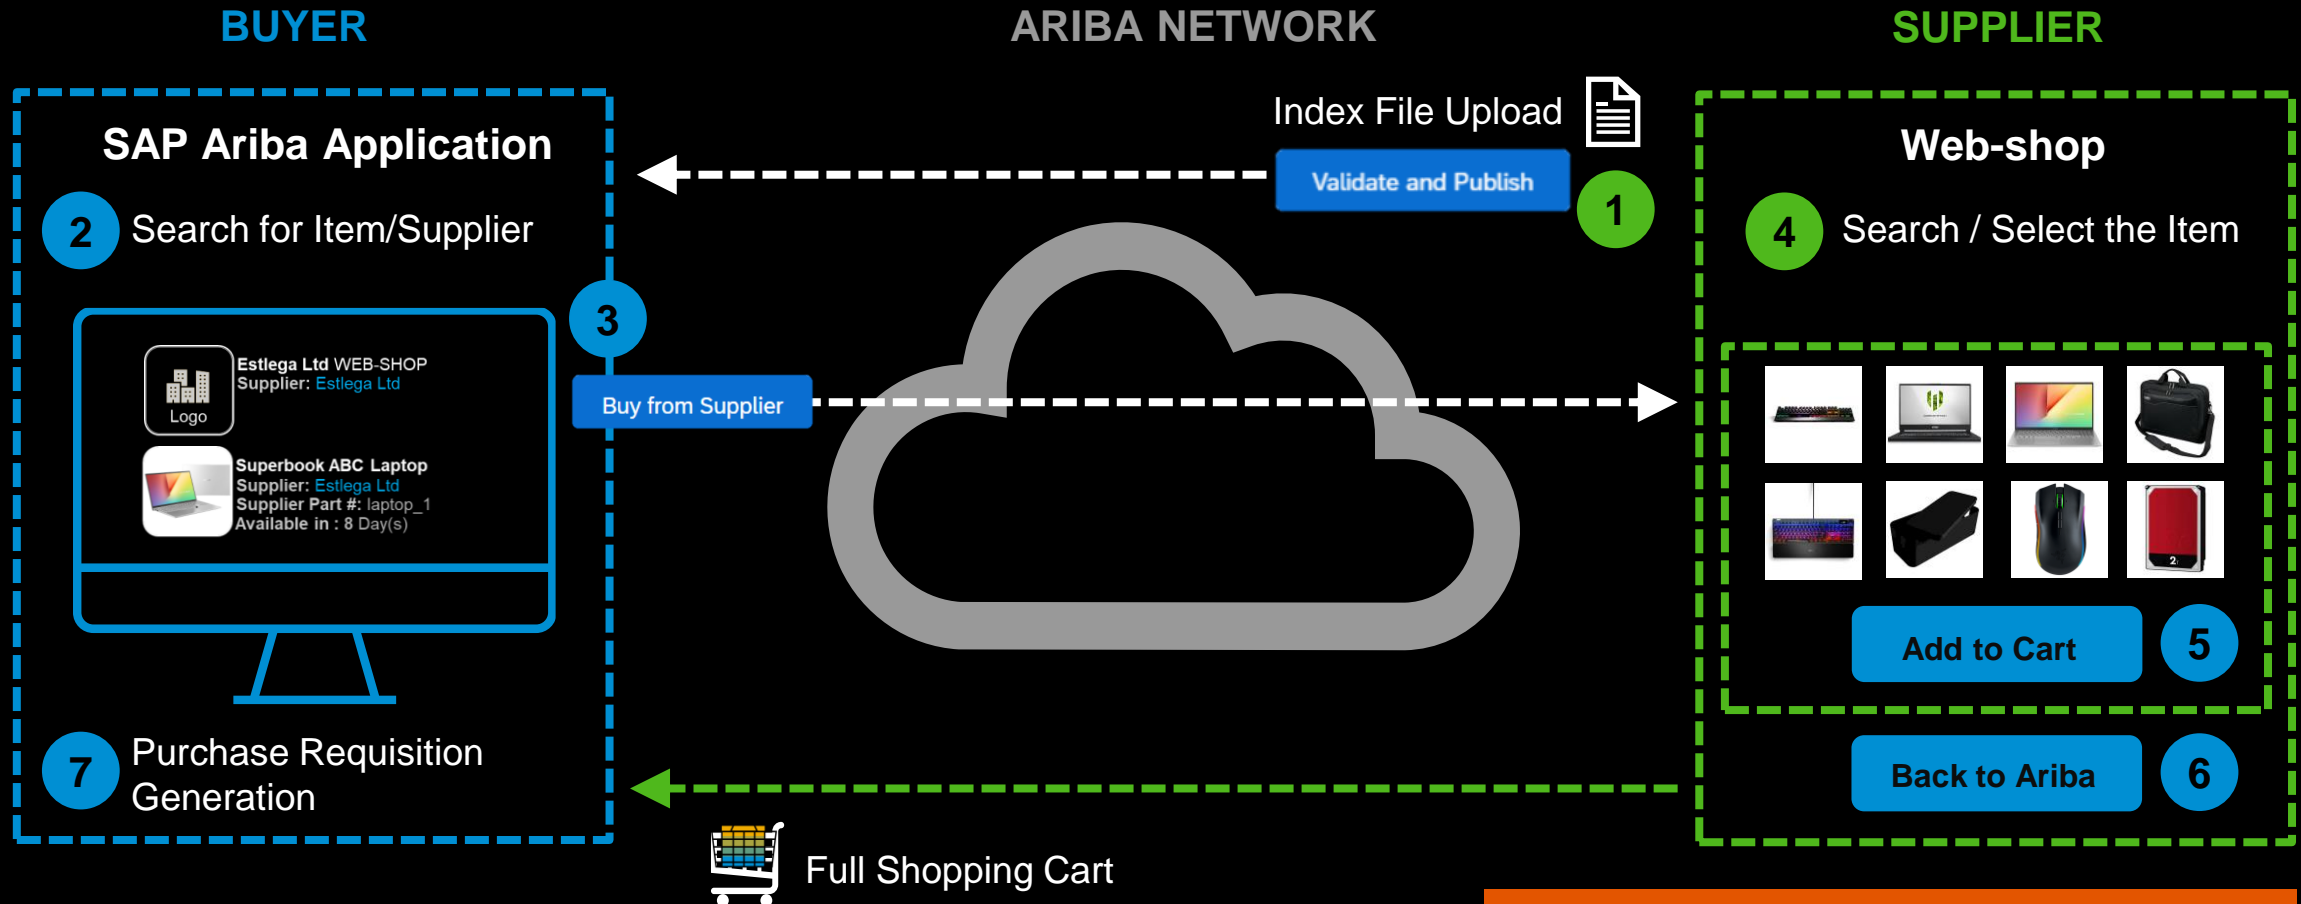 BUYER
ARIBA NETWORK
SUPPLIER
SAP Ariba Application
2 Search for Item/Supplier
Estlega Ltd WEB-SHOP
Supplier: Estlega Ltd
Logo
Superbook ABC Laptop
Supplier: Estlega Ltd
Supplier Part #: laptop_1
Available in : 8 Day(s)
7 Purchase Requisition
Generation
3
Buy from Supplier
Index File Upload
Validate and Publish
1
Full Shopping Cart
Web-shop
4 Search / Select the Item
Add to Cart 5
Back to Ariba 6